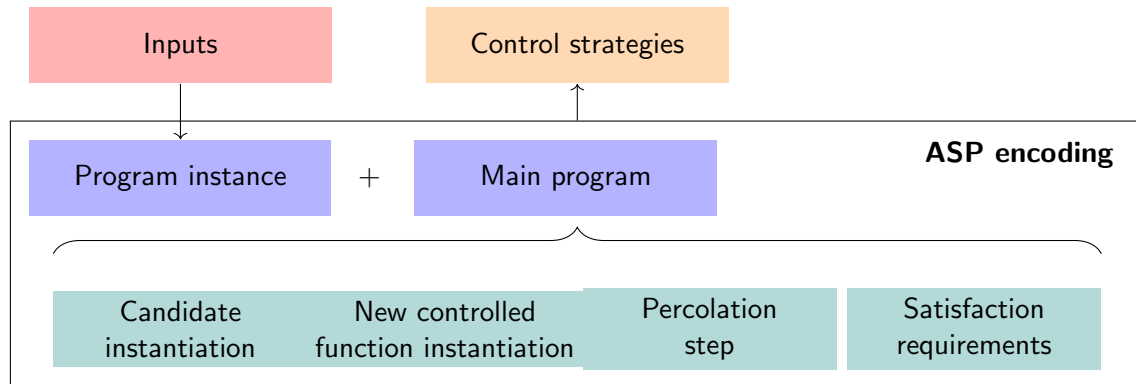 Inputs
Control strategies
ASP encoding
Program instance
+
Main program
Candidate
instantiation
New controlled
function instantiation
Percolation
step
Satisfaction
requirements